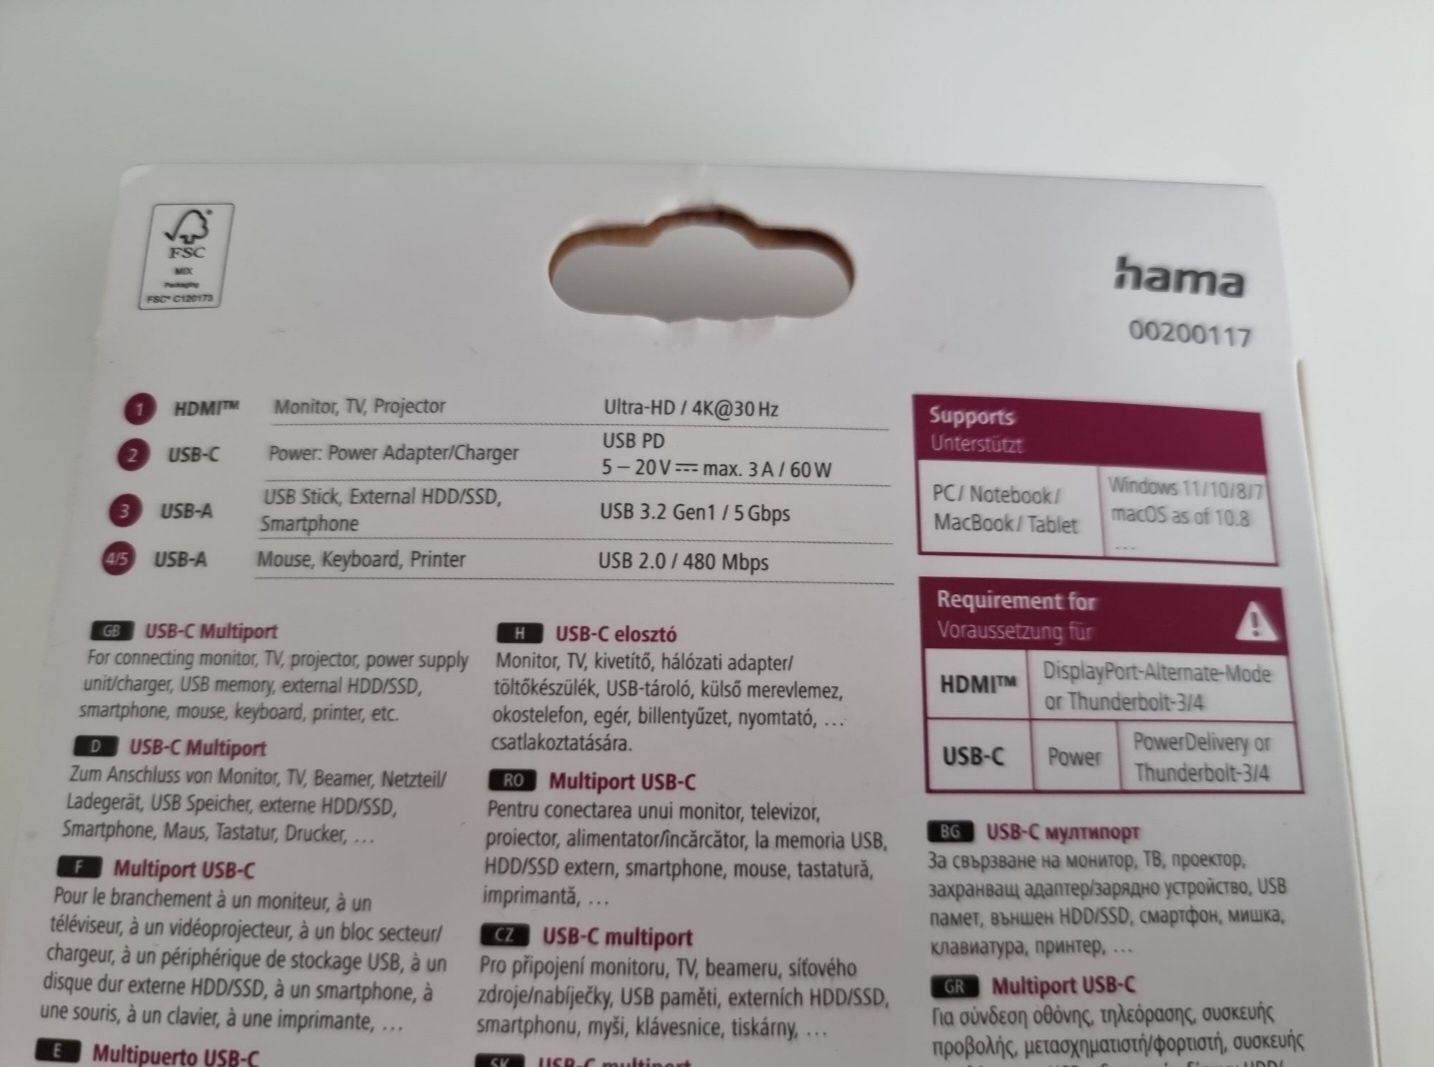 FSC
MIX
Packaging
FSC® C120173
hama
00200117
1 HDMI™ Monitor, TV, Projector Ultra-HD / 4K@30 Hz
2 USB-C Power: Power Adapter/Charger USB PD
5 – 20 V⎓ max. 3 A / 60 W
3 USB-A USB Stick, External HDD/SSD,
Smartphone USB 3.2 Gen1 / 5 Gbps
4/5 USB-A Mouse, Keyboard, Printer USB 2.0 / 480 Mbps
Supports
Unterstützt
PC / Notebook /
MacBook / Tablet
Windows 11/10/8/7
macOS as of 10.8
...
Requirement for
Voraussetzung für
HDMI™ DisplayPort-Alternate-Mode
or Thunderbolt-3/4
USB-C Power PowerDelivery or
Thunderbolt-3/4
GB USB-C Multiport
For connecting monitor, TV, projector, power supply
unit/charger, USB memory, external HDD/SSD,
smartphone, mouse, keyboard, printer, etc.
D USB-C Multiport
Zum Anschluss von Monitor, TV, Beamer, Netzteil/
Ladegerät, USB Speicher, externe HDD/SSD,
Smartphone, Maus, Tastatur, Drucker, ...
F Multiport USB-C
Pour le branchement à un moniteur, à un
téléviseur, à un vidéoprojecteur, à un bloc secteur/
chargeur, à un périphérique de stockage USB, à un
disque dur externe HDD/SSD, à un smartphone, à
une souris, à un clavier, à une imprimante, ...
E Multipuerto USB-C
H USB-C elosztó
Monitor, TV, kivetítő, hálózati adapter/
töltőkészülék, USB-tároló, külső merevlemez,
okostelefon, egér, billentyűzet, nyomtató, ...
csatlakoztatására.
RO Multiport USB-C
Pentru conectarea unui monitor, televizor,
proiector, alimentator/încărcător, la memoria USB,
HDD/SSD extern, smartphone, mouse, tastatură,
imprimantă, ...
CZ USB-C multiport
Pro připojení monitoru, TV, beameru, síťového
zdroje/nabíječky, USB paměti, externích HDD/SSD,
smartphonu, myši, klávesnice, tiskárny, ...
SK USB-C multiport
BG USB-C мултипорт
За свързване на монитор, ТВ, проектор,
захранващ адаптер/зарядно устройство, USB
памет, външен HDD/SSD, смартфон, мишка,
клавиатура, принтер, ...
GR Multiport USB-C
Για σύνδεση οθόνης, τηλεόρασης, συσκευής
προβολής, μετασχηματιστή/φορτιστή, συσκευής